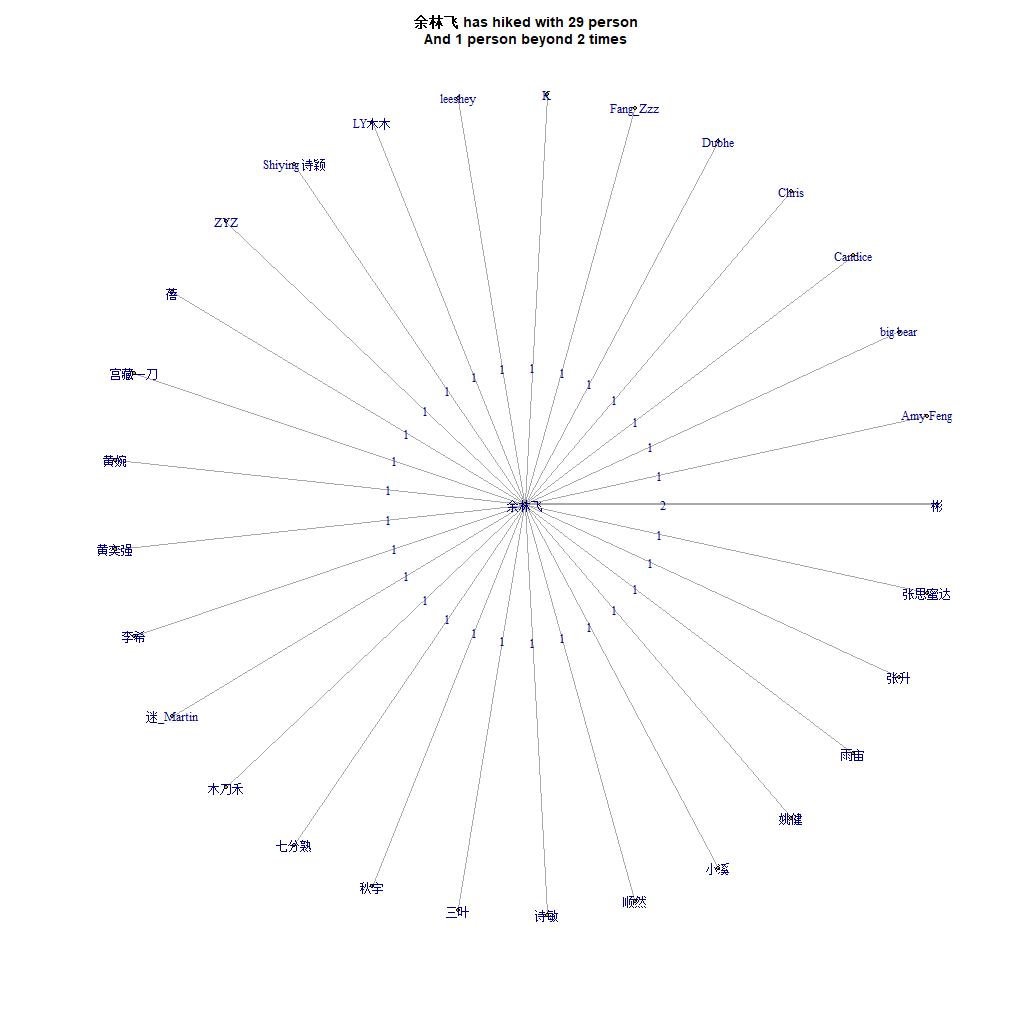 余林飞 has hiked with 29 person
And 1 person beyond 2 times
K
leeshey
Fang_Zzz
LY木木
Dubhe
Shiying 诗颖
Chris
ZYZ
Candice
蓓
big bear
宫藏一刀
Amy Feng
黄婉
余林飞
彬
黄奕强
张思蜜达
李希
张升
迷_Martin
雨宙
木乃禾
姚健
七分熟
小溪
秋宇
顺然
三叶
诗敏
1
1
1
1
1
1
1
1
1
1
1
1
1
1
2
1
1
1
1
1
1
1
1
1
1
1
1
1
1